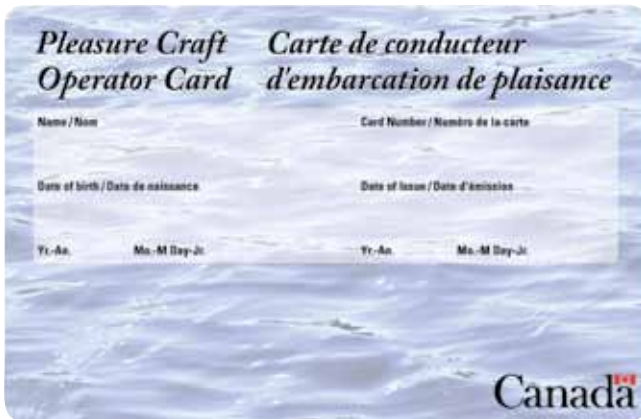 Pleasure Craft Carte de conducteur
Operator Card d'embarcation de plaisance
Name / Nom Card Number / Numéro de la carte
Date of birth / Date de naissance Date of Issue / Date d'émission
Yr.-An. Mo.-M Day-Jr. Yr.-An. Mo.-M Day-Jr.
Canada